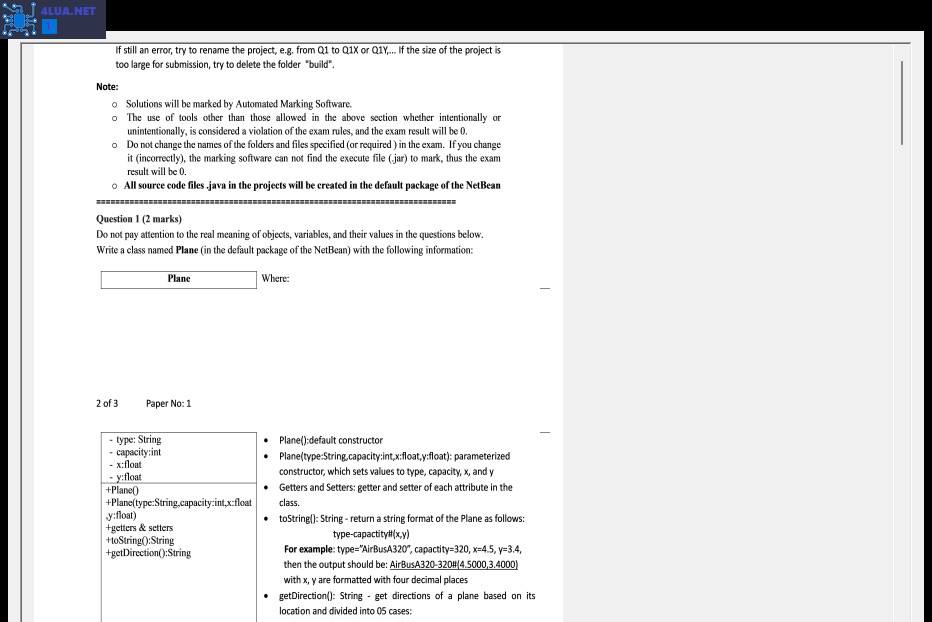 4LUA.NET
If still an error, try to rename the project, e.g. from Q1 to Q1X or Q1Y,... If the size of the project is
too large for submission, try to delete the folder "build".
Note:
o Solutions will be marked by Automated Marking Software.
o The use of tools other than those allowed in the above section whether intentionally or
unintentionally, is considered a violation of the exam rules, and the exam result will be 0.
o Do not change the names of the folders and files specified (or required ) in the exam. If you change
it (incorrectly), the marking software can not find the execute file (.jar) to mark, thus the exam
result will be 0.
o All source code files .java in the projects will be created in the default package of the NetBean
================================================================================
Question 1 (2 marks)
Do not pay attention to the real meaning of objects, variables, and their values in the questions below.
Write a class named Plane (in the default package of the NetBean) with the following information:
Plane
Where:
2 of 3 Paper No: 1
- type: String
- capacity:int
- x:float
- y:float
+Plane()
+Plane(type:String,capacity:int,x:float
,y:float)
+getters & setters
+toString():String
+getDirection():String
• Plane():default constructor
• Plane(type:String,capacity:int,x:float,y:float): parameterized
constructor, which sets values to type, capacity, x, and y
• Getters and Setters: getter and setter of each attribute in the
class.
• toString(): String - return a string format of the Plane as follows:
type-capactity#(x,y)
For example: type="AirBusA320", capactity=320, x=4.5, y=3.4,
then the output should be: AirBusA320-320#(4.5000,3.4000)
with x, y are formatted with four decimal places
• getDirection(): String - get directions of a plane based on its
location and divided into 05 cases: